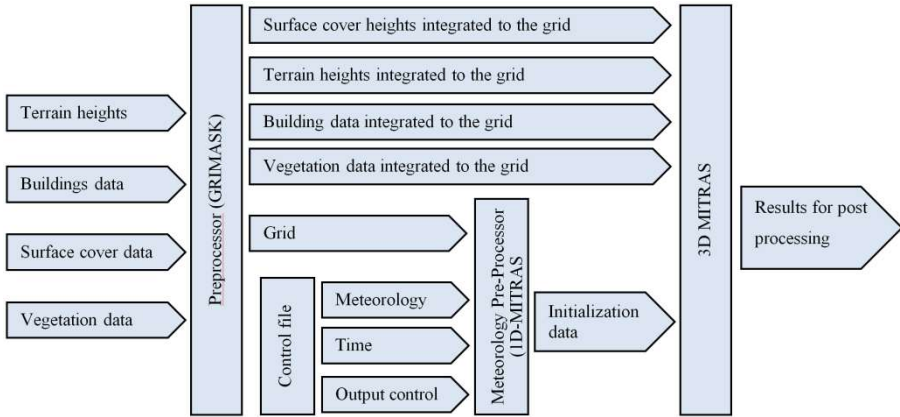 Terrain heights
Buildings data
Surface cover data
Vegetation data
Preprocessor (GRIMASK)
Surface cover heights integrated to the grid
Terrain heights integrated to the grid
Building data integrated to the grid
Vegetation data integrated to the grid
Grid
Control file
Meteorology
Time
Output control
Meteorology Pre-Processor
(1D-MITRAS)
Initialization
data
3D MITRAS
Results for post
processing